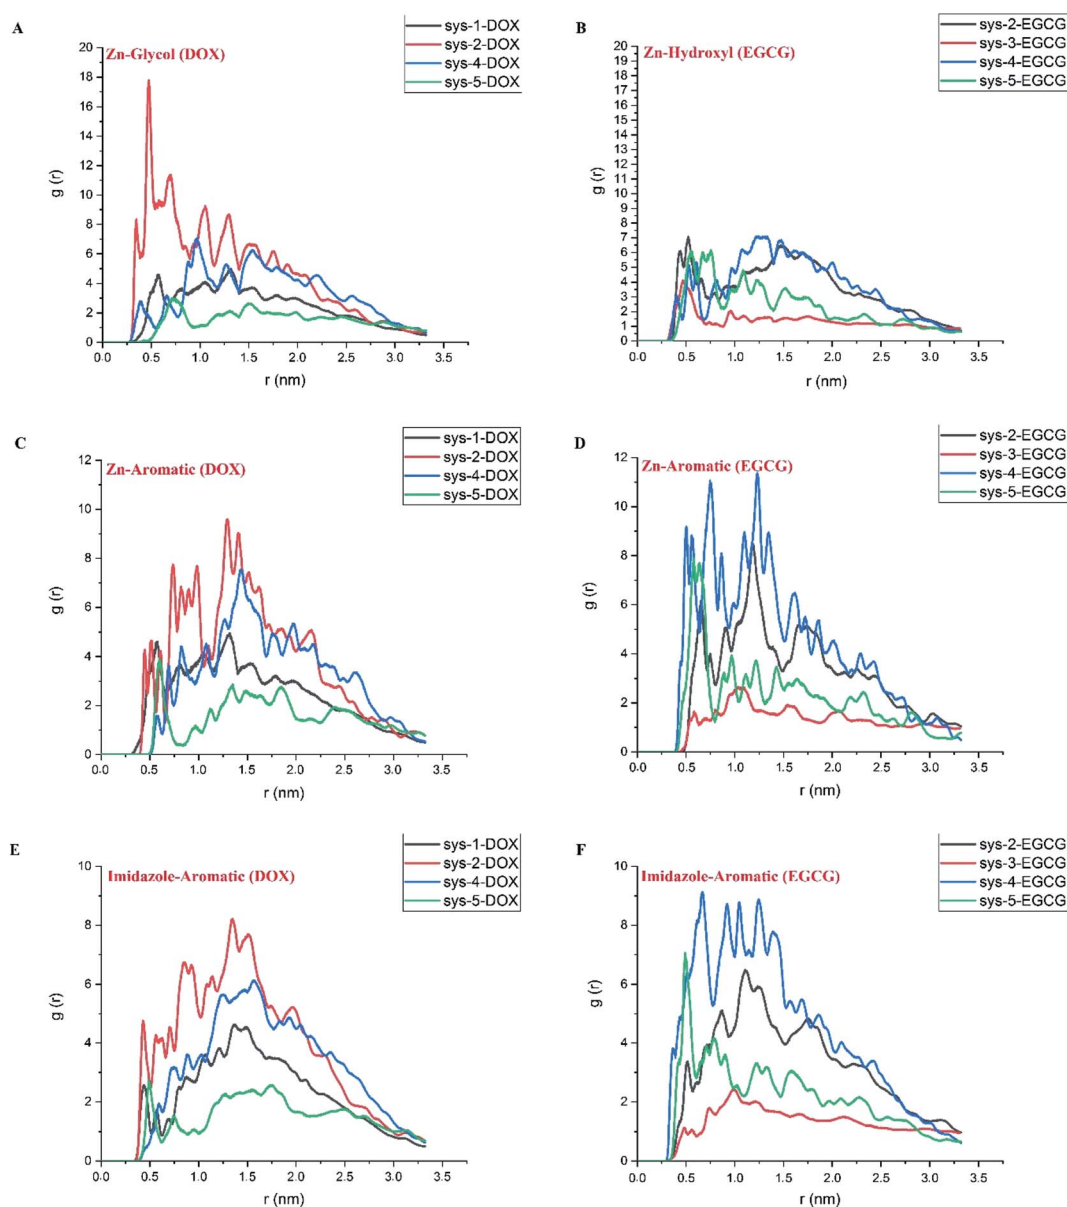 A
Zn-Glycol (DOX)
sys-1-DOX
sys-2-DOX
sys-4-DOX
sys-5-DOX
20
18
16
14
12
10
8
6
4
2
0
g (r)
0.0 0.5 1.0 1.5 2.0 2.5 3.0 3.5
r (nm)
B
Zn-Hydroxyl (EGCG)
sys-2-EGCG
sys-3-EGCG
sys-4-EGCG
sys-5-EGCG
20
19
18
17
16
15
14
13
12
11
10
9
8
7
6
5
4
3
2
1
0
g (r)
0.0 0.5 1.0 1.5 2.0 2.5 3.0 3.5
r (nm)
C
Zn-Aromatic (DOX)
sys-1-DOX
sys-2-DOX
sys-4-DOX
sys-5-DOX
12
10
8
6
4
2
0
g (r)
0.0 0.5 1.0 1.5 2.0 2.5 3.0 3.5
r (nm)
D
Zn-Aromatic (EGCG)
sys-2-EGCG
sys-3-EGCG
sys-4-EGCG
sys-5-EGCG
12
10
8
6
4
2
0
g (r)
0.0 0.5 1.0 1.5 2.0 2.5 3.0 3.5
r (nm)
E
Imidazole-Aromatic (DOX)
sys-1-DOX
sys-2-DOX
sys-4-DOX
sys-5-DOX
10
8
6
4
2
0
g (r)
0.0 0.5 1.0 1.5 2.0 2.5 3.0 3.5
r (nm)
F
Imidazole-Aromatic (EGCG)
sys-2-EGCG
sys-3-EGCG
sys-4-EGCG
sys-5-EGCG
10
8
6
4
2
0
g (r)
0.0 0.5 1.0 1.5 2.0 2.5 3.0 3.5
r (nm)